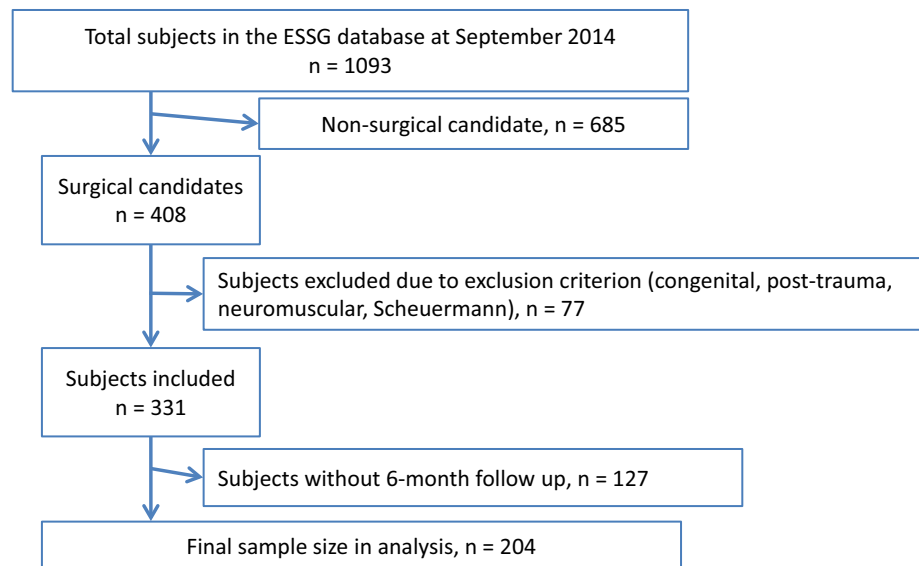 Total subjects in the ESSG database at September 2014
n = 1093
Non-surgical candidate, n = 685
Surgical candidates
n = 408
Subjects excluded due to exclusion criterion (congenital, post-trauma,
neuromuscular, Scheuermann), n = 77
Subjects included
n = 331
Subjects without 6-month follow up, n = 127
Final sample size in analysis, n = 204